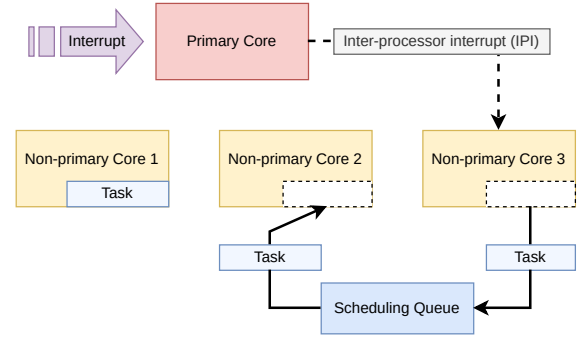 Interrupt
Primary Core
Inter-processor interrupt (IPI)
Non-primary Core 1
Task
Non-primary Core 2
Non-primary Core 3
Task
Task
Scheduling Queue